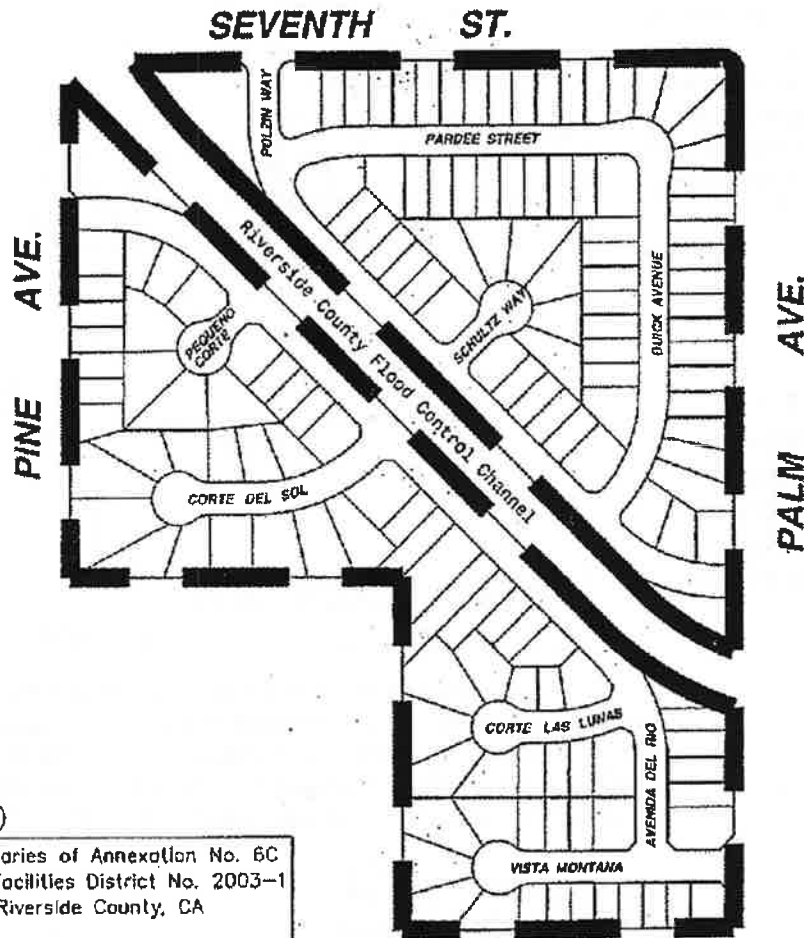 SEVENTH ST.
POLZIN WAY
PARDEE STREET
PINE AVE.
Riverside County Flood Control Channel
PEQUENO
CORTE
SCHULTZ WAY
BUICK AVENUE
PALM AVE.
CORTE DEL SOL
CORTE LAS LUNAS
AVENIDA DEL RIO
VISTA MONTANA
)
aries of Annexation No. 6C
Facilities District No. 2003-1
Riverside County, CA